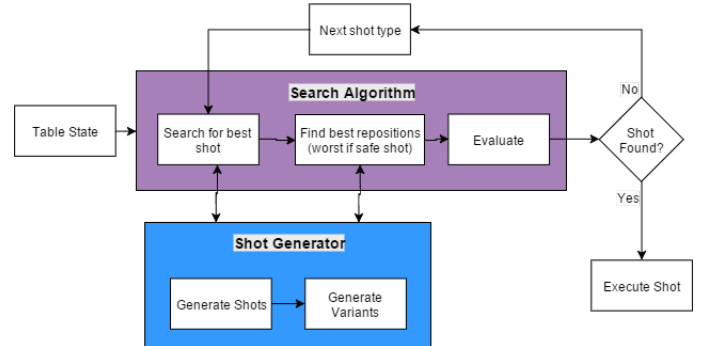 Next shot type
Search Algorithm
No
Table State
Search for best
shot
Find best repositions
(worst if safe shot)
Evaluate
Shot
Found?
Yes
Shot Generator
Generate Shots
Generate
Variants
Execute Shot